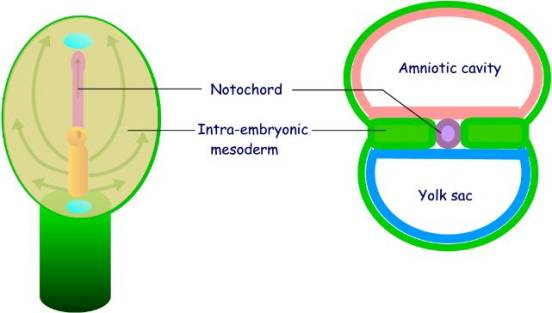 Amniotic cavity
Notochord
Intra-embryonic
mesoderm
Yolk sac